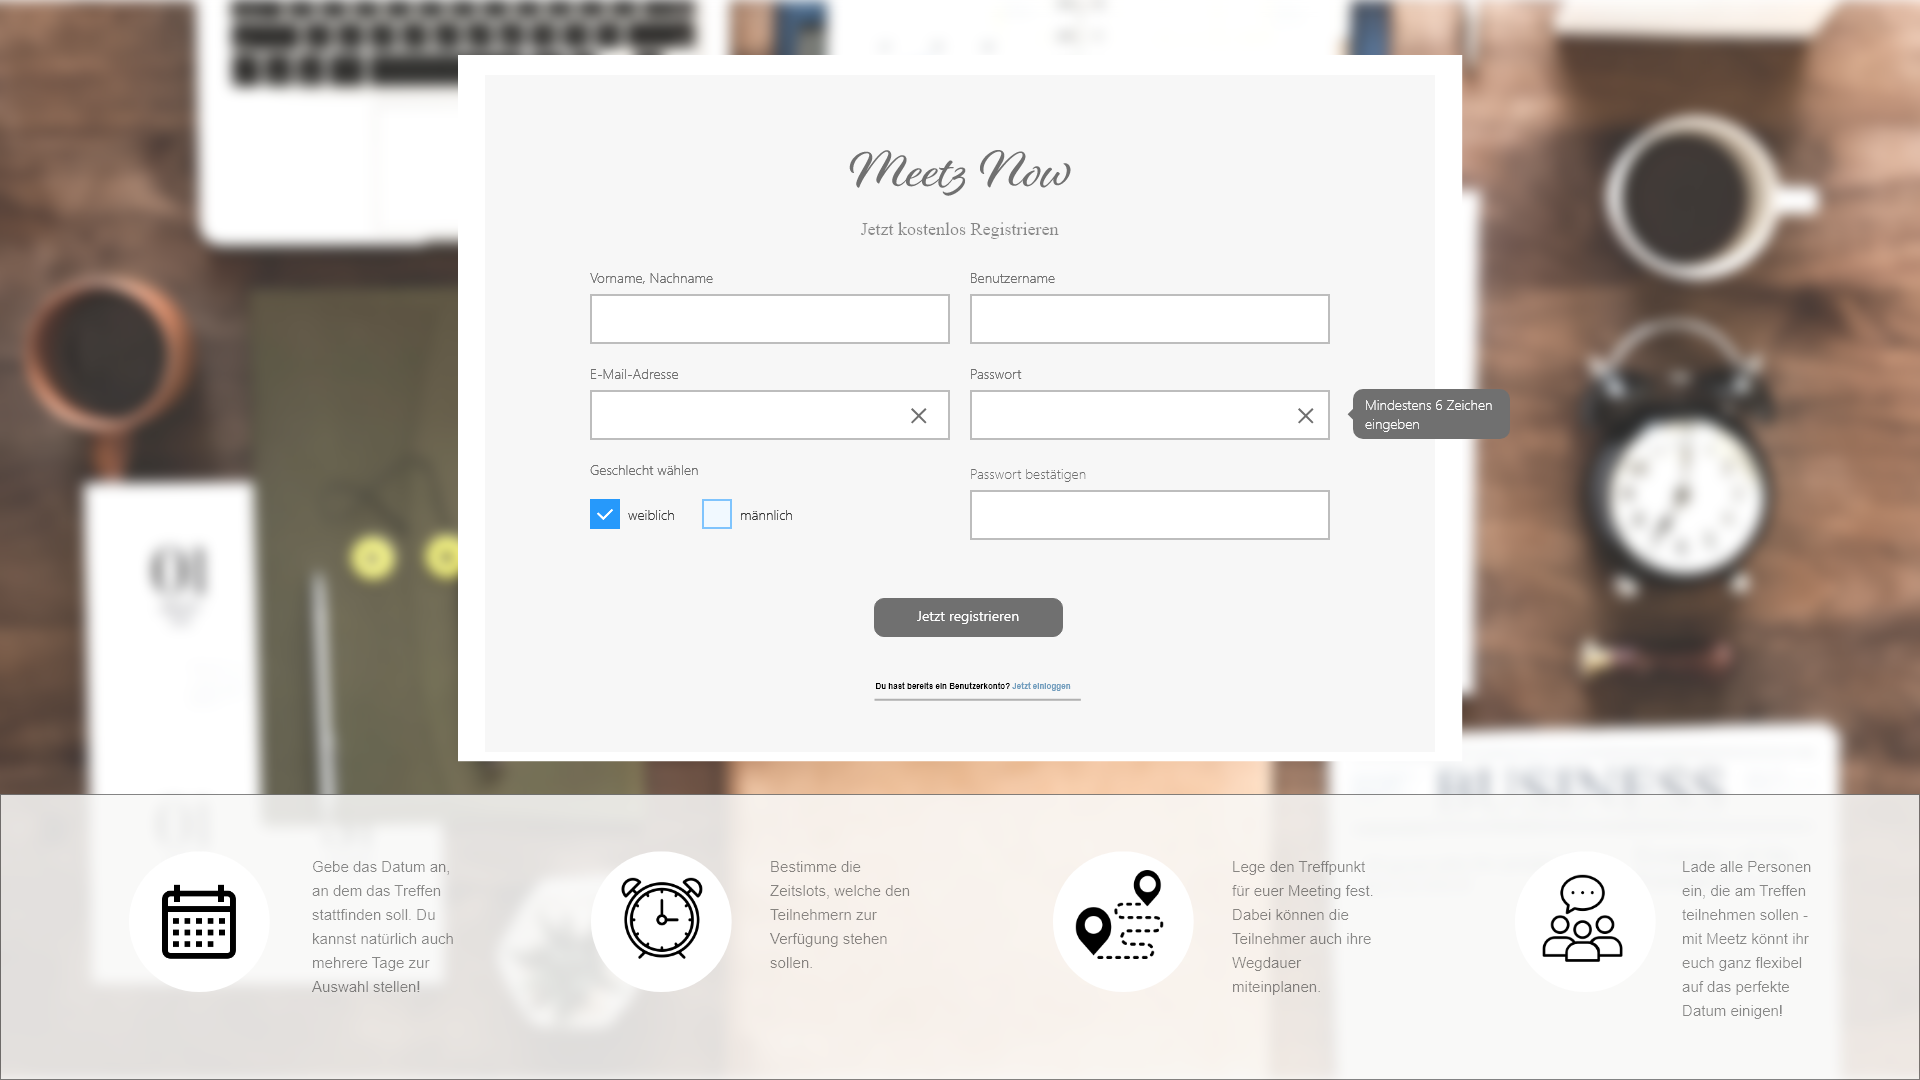 Meetz Now
Jetzt kostenlos Registrieren
Vorname, Nachname
Benutzername
E-Mail-Adresse
Passwort
Mindestens 6 Zeichen
eingeben
Geschlecht wählen
Passwort bestätigen
weiblich
männlich
Jetzt registrieren
Du hast bereits ein Benutzerkonto? Jetzt einloggen
01
BUSINESS
01
Gebe das Datum an,
an dem das Treffen
stattfinden soll. Du
kannst natürlich auch
mehrere Tage zur
Auswahl stellen!
Bestimme die
Zeitslots, welche den
Teilnehmern zur
Verfügung stehen
sollen.
Lege den Treffpunkt
für euer Meeting fest.
Dabei können die
Teilnehmer auch ihre
Wegdauer
miteinplanen.
Lade alle Personen
ein, die am Treffen
teilnehmen sollen -
mit Meetz könnt ihr
euch ganz flexibel
auf das perfekte
Datum einigen!